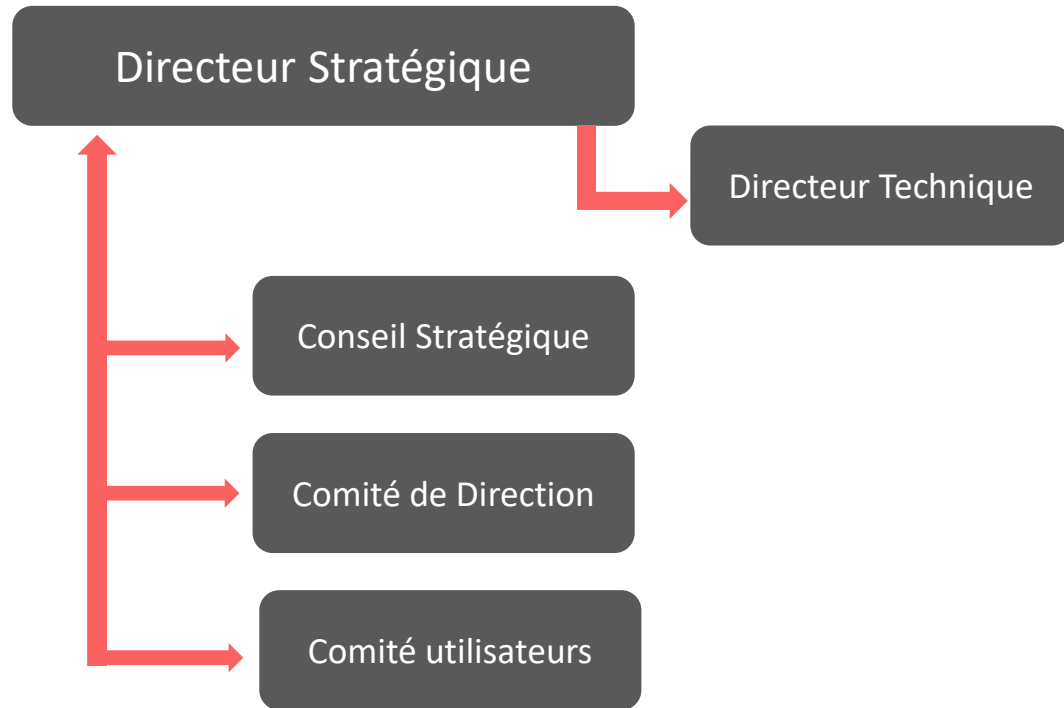 Directeur Stratégique
Directeur Technique
Conseil Stratégique
Comité de Direction
Comité utilisateurs